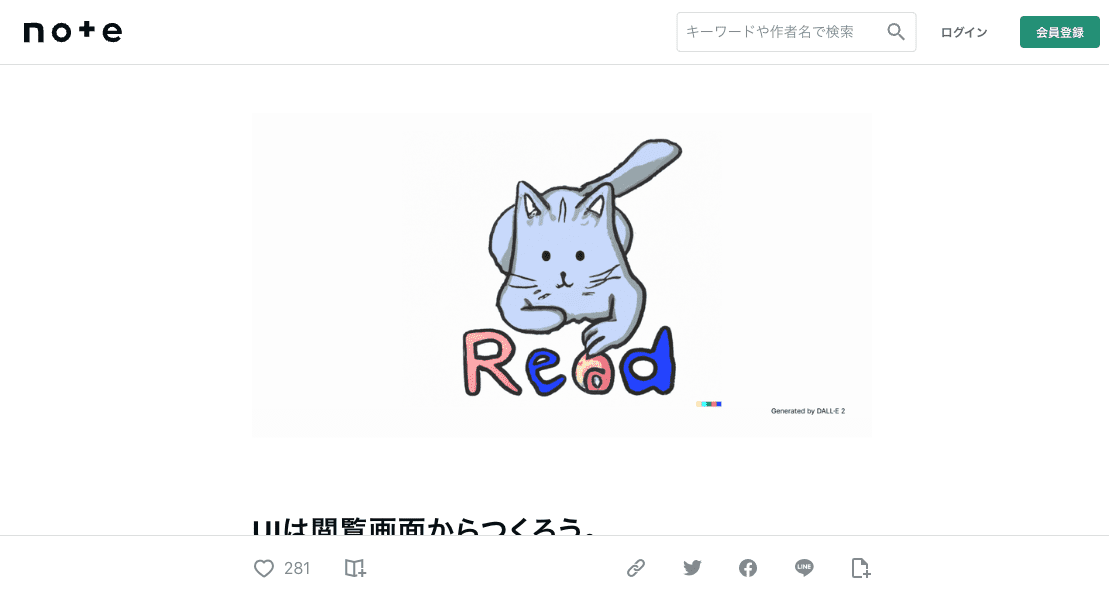 note
キーワードや作者名で検索
ログイン
会員登録
Read
Generated by DALL·E 2
UIは閲覧画面からつくろう。
281
LINE